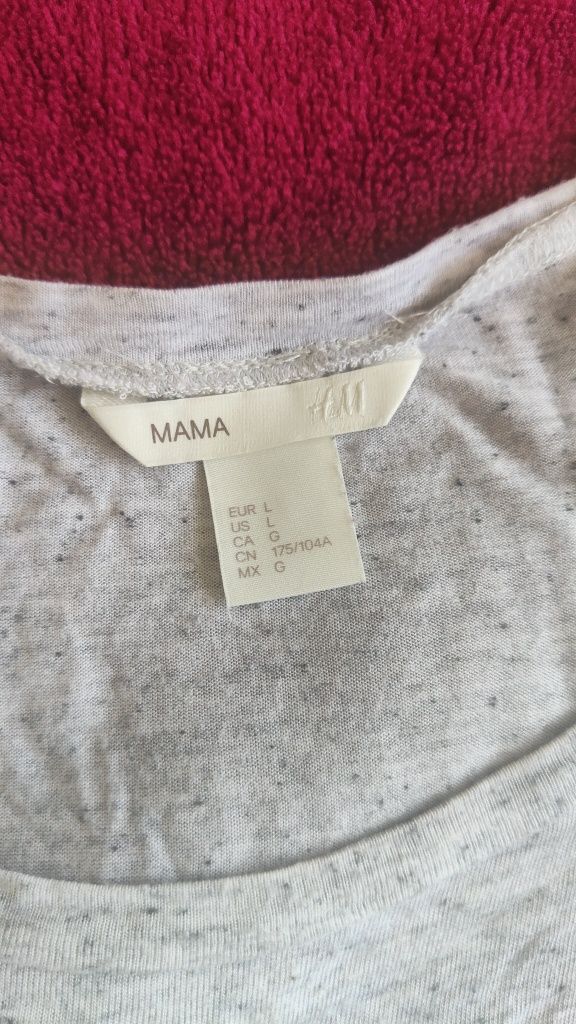 MAMA H&M
EUR L
US L
CA G
CN 175/104A
MX G